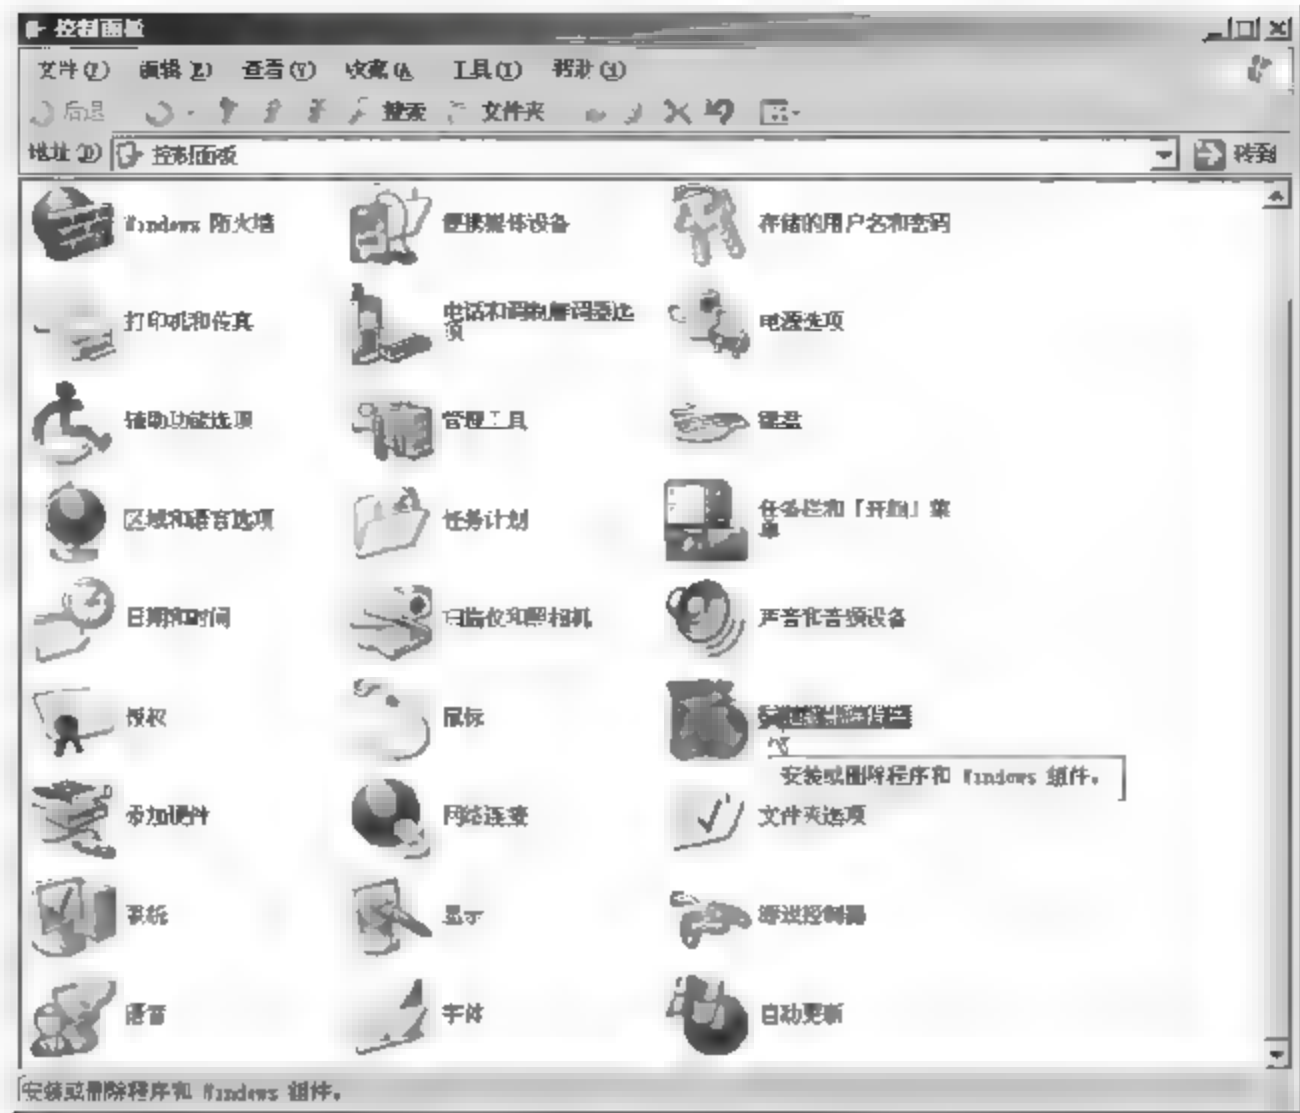 控制面板
文件(F) 编辑(E) 查看(V) 收藏(A) 工具(T) 帮助(H)
后退 搜索 文件夹
地址(D) 控制面板 转到
Windows 防火墙 便携媒体设备 存储的用户名和密码
打印机和传真 电话和调制解调器选项 电源选项
辅助功能选项 管理工具 键盘
区域和语言选项 任务计划 任务栏和「开始」菜单
日期和时间 扫描仪和照相机 声音和音频设备
授权 鼠标
安装或删除程序和 Windows 组件。
添加硬件 网络连接 文件夹选项
系统 显示 游戏控制器
语音 字体 自动更新
安装或删除程序和 Windows 组件。